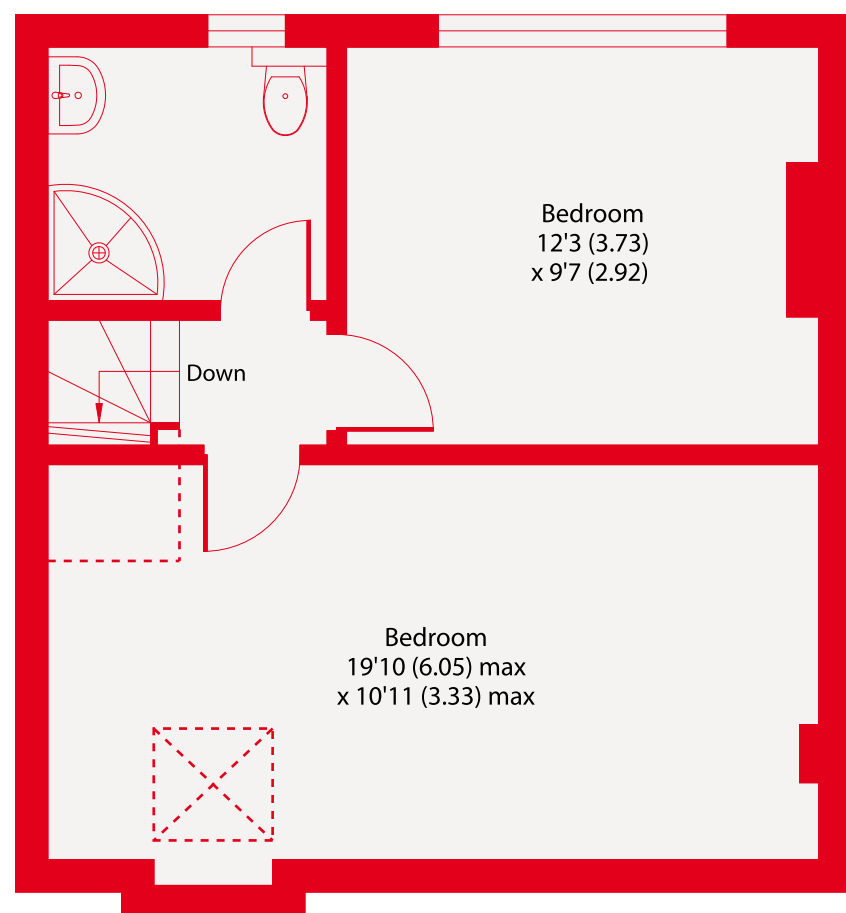 Bedroom
12'3 (3.73)
x 9'7 (2.92)
Down
Bedroom
19'10 (6.05) max
x 10'11 (3.33) max